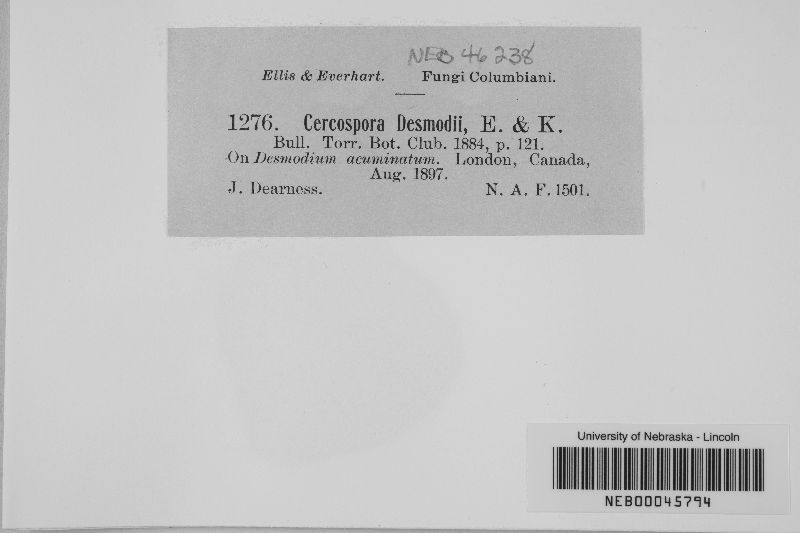 NEB 46238
Ellis & Everhart. Fungi Columbiani.
1276. Cercospora Desmodii, E. & K.
Bull. Torr. Bot. Club. 1884, p. 121.
On Desmodium acuminatum. London, Canada,
Aug. 1897.
J. Dearness. N. A. F. 1501.
University of Nebraska - Lincoln
NEB00045794